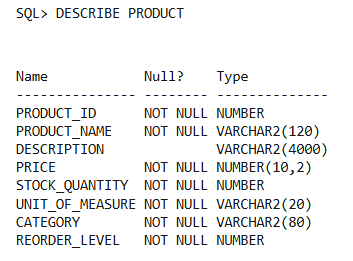 SQL> DESCRIBE PRODUCT
Name            Null?    Type
--------------- -------- --------------
PRODUCT_ID      NOT NULL NUMBER
PRODUCT_NAME    NOT NULL VARCHAR2(120)
DESCRIPTION              VARCHAR2(4000)
PRICE           NOT NULL NUMBER(10,2)
STOCK_QUANTITY  NOT NULL NUMBER
UNIT_OF_MEASURE NOT NULL VARCHAR2(20)
CATEGORY        NOT NULL VARCHAR2(80)
REORDER_LEVEL   NOT NULL NUMBER